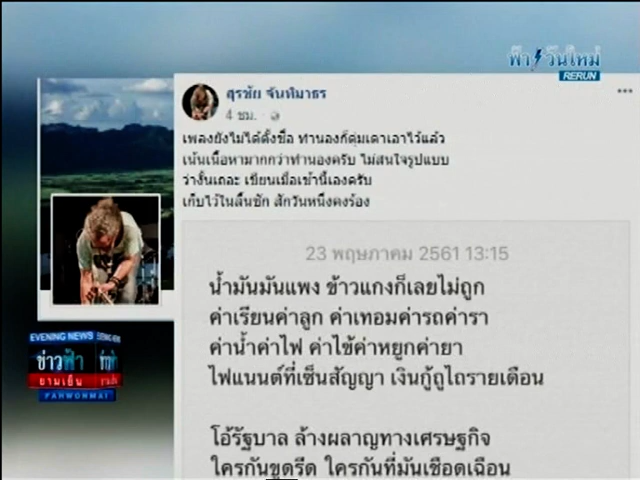 ฟ้าวันใหม่
RERUN
สุรชัย จันทิมาธร
4 ชม.
เพลงยังไม่ได้ตั้งชื่อ ทำนองก็ตุ่มเดาเอาไว้แล้ว
เน้นเนื้อหามากกว่าทำนองครับ ไม่สนใจรูปแบบ
ว่างั้นเถอะ เขียนเมื่อเช้านี้เองครับ
เก็บไว้ในลิ้นชัก สักวันหนึ่งคงร้อง
23 พฤษภาคม 2561 13:15
น้ำมันมันแพง ข้าวแกงก็เลยไม่ถูก
ค่าเรียนค่าลูก ค่าเทอมค่ารถค่ารา
ค่าน้ำค่าไฟ ค่าไข้ค่าหยูกค่ายา
ไฟแนนต์ที่เซ็นสัญญา เงินกู้ถูไถรายเดือน
โอ้รัฐบาล ล้างผลาญทางเศรษฐกิจ
ใครกันขูดรีด ใครกันที่มันเชือดเฉือน
EVENING NEWS
ข่าวฟ้า
ยามเย็น
FAHWONMAI